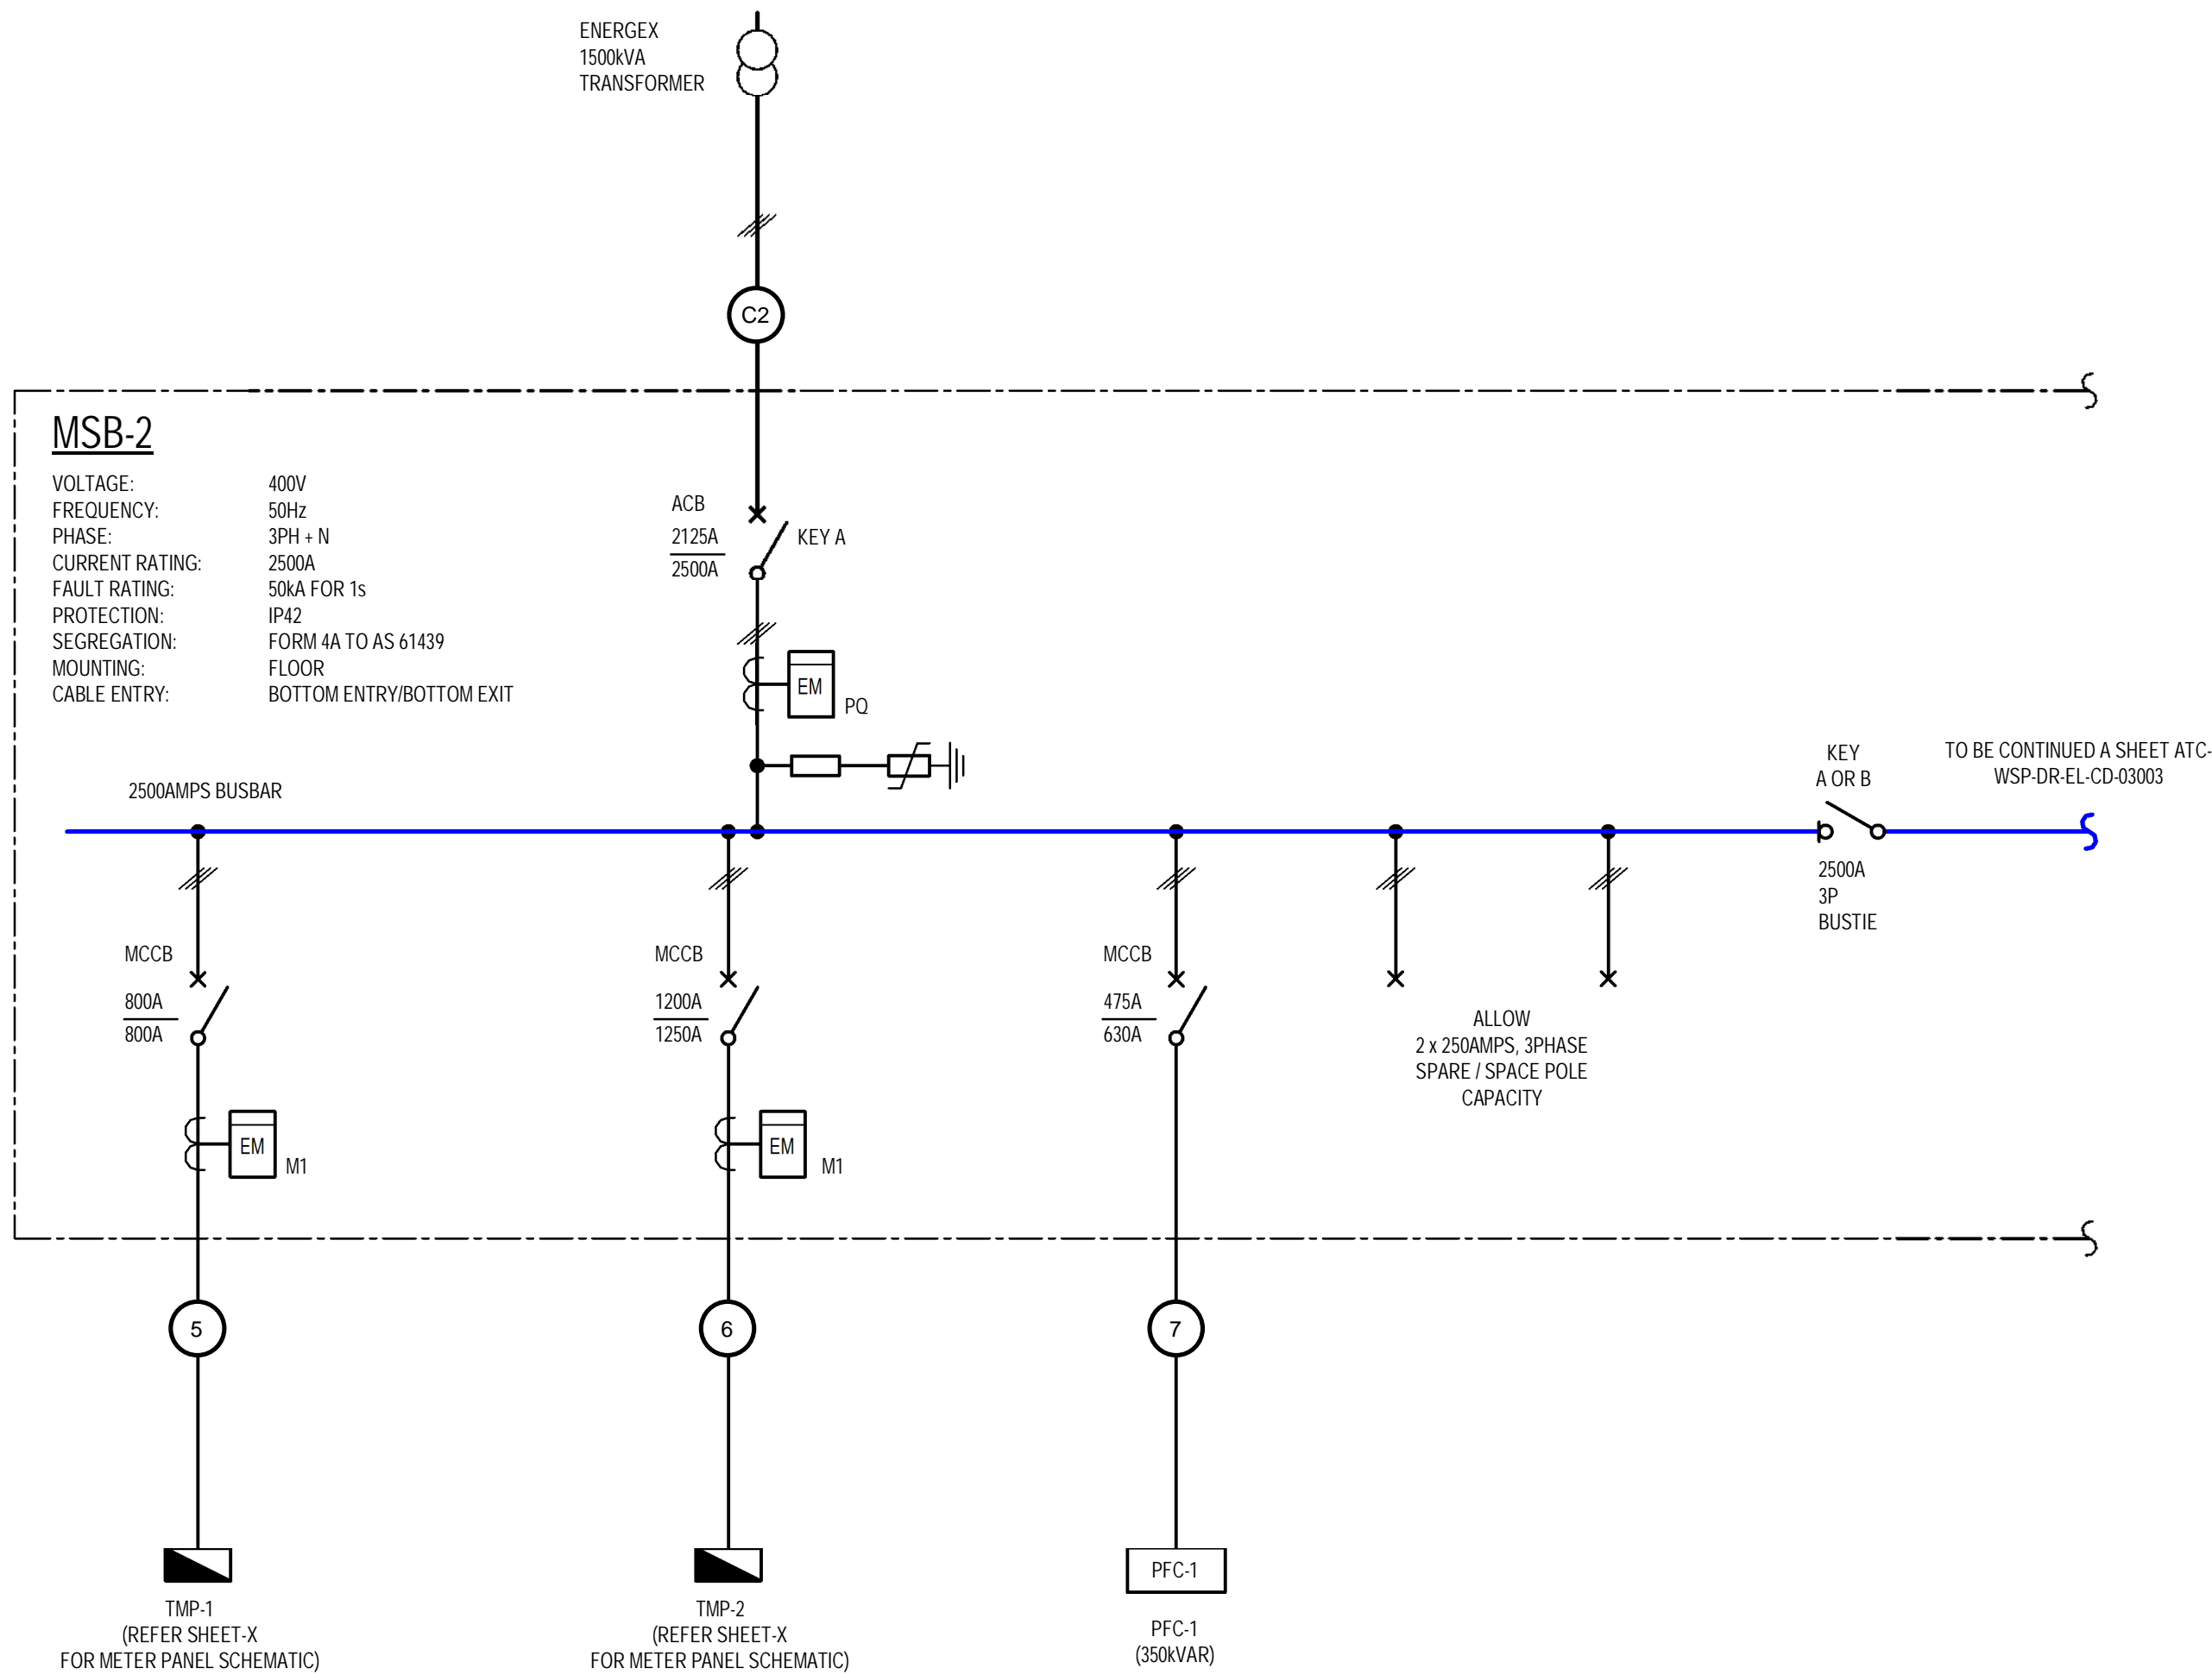 ENERGEX
1500kVA
TRANSFORMER
C2
MSB-2
VOLTAGE: 400V
FREQUENCY: 50Hz
PHASE: 3PH + N
CURRENT RATING: 2500A
FAULT RATING: 50kA FOR 1s
PROTECTION: IP42
SEGREGATION: FORM 4A TO AS 61439
MOUNTING: FLOOR
CABLE ENTRY: BOTTOM ENTRY/BOTTOM EXIT
ACB
2125A
2500A
KEY A
EM
PQ
2500AMPS BUSBAR
KEY
A OR B
TO BE CONTINUED A SHEET ATC-
WSP-DR-EL-CD-03003
2500A
3P
BUSTIE
MCCB
800A
800A
EM
M1
MCCB
1200A
1250A
EM
M1
MCCB
475A
630A
ALLOW
2 x 250AMPS, 3PHASE
SPARE / SPACE POLE
CAPACITY
5
6
7
TMP-1
(REFER SHEET-X
FOR METER PANEL SCHEMATIC)
TMP-2
(REFER SHEET-X
FOR METER PANEL SCHEMATIC)
PFC-1
PFC-1
(350kVAR)